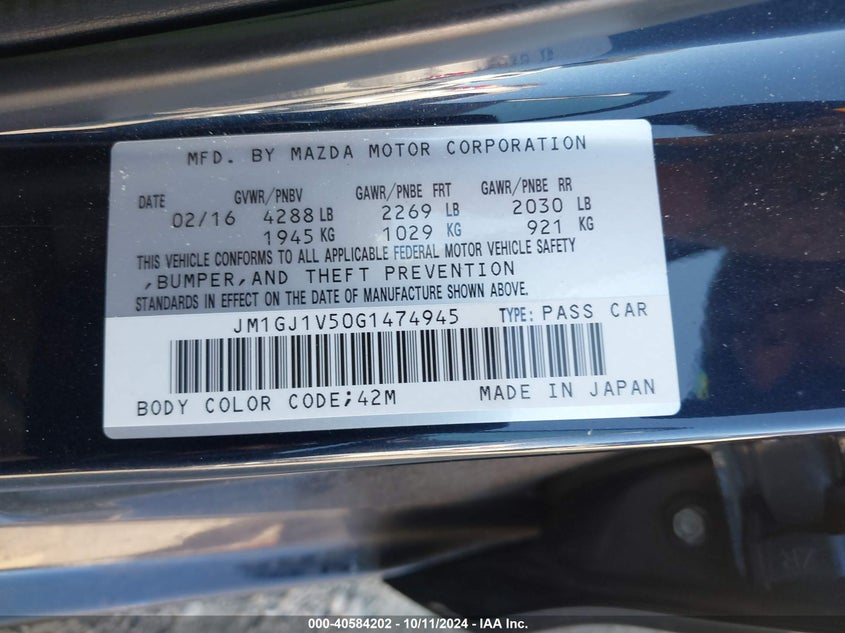 MFD. BY MAZDA MOTOR CORPORATION
DATE GVWR/PNBV GAWR/PNBE FRT GAWR/PNBE RR
02/16 4288 LB 2269 LB 2030 LB
1945 KG 1029 KG 921 KG
THIS VEHICLE CONFORMS TO ALL APPLICABLE FEDERAL MOTOR VEHICLE SAFETY
,BUMPER,AND THEFT PREVENTION
STANDARDS IN EFFECT ON THE DATE OF MANUFACTURE SHOWN ABOVE.
JM1GJ1V50G1474945 TYPE: PASS CAR
BODY COLOR CODE;42M MADE IN JAPAN
000-40584202 - 10/11/2024 - IAA Inc.